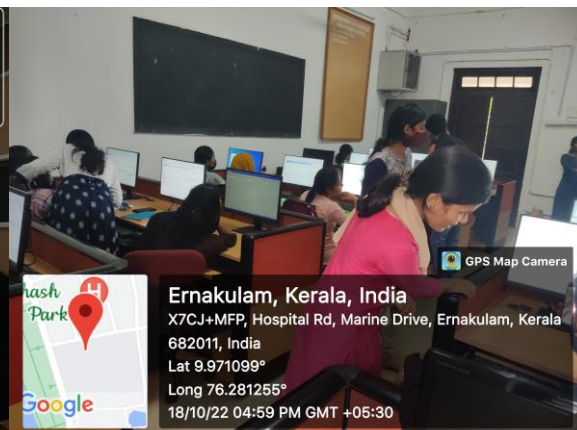 GPS Map Camera
hash
Park
H
Google
Ernakulam, Kerala, India
X7CJ+MFP, Hospital Rd, Marine Drive, Ernakulam, Kerala
682011, India
Lat 9.971099°
Long 76.281255°
18/10/22 04:59 PM GMT +05:30